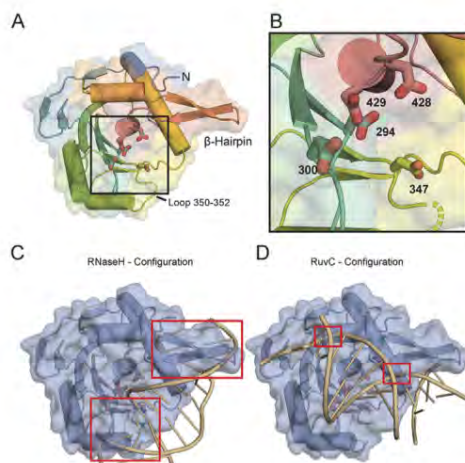 A
N
β-Hairpin
Loop 350-352
B
429
428
294
300
347
C
RNaseH - Configuration
D
RuvC - Configuration